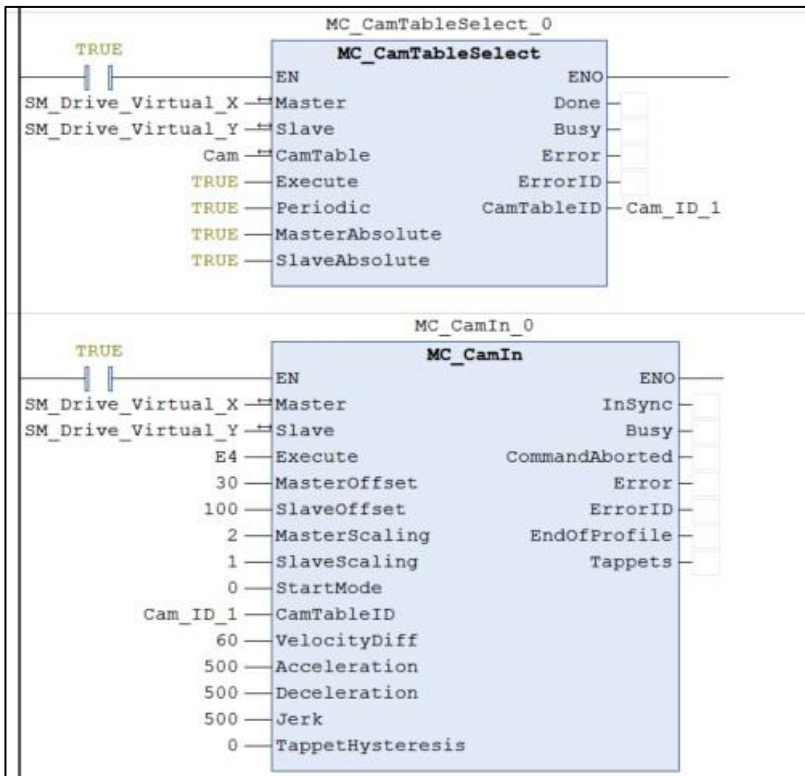 MC_CamTableSelect_0
TRUE
MC_CamTableSelect
EN ENO
SM_Drive_Virtual_X Master Done
SM_Drive_Virtual_Y Slave Busy
Cam CamTable Error
TRUE Execute ErrorID
TRUE Periodic CamTableID Cam_ID_1
TRUE MasterAbsolute
TRUE SlaveAbsolute
MC_CamIn_0
TRUE
MC_CamIn
EN ENO
SM_Drive_Virtual_X Master InSync
SM_Drive_Virtual_Y Slave Busy
E4 Execute CommandAborted
30 MasterOffset Error
100 SlaveOffset ErrorID
2 MasterScaling EndOfProfile
1 SlaveScaling Tappets
0 StartMode
Cam_ID_1 CamTableID
60 VelocityDiff
500 Acceleration
500 Deceleration
500 Jerk
0 TappetHysteresis